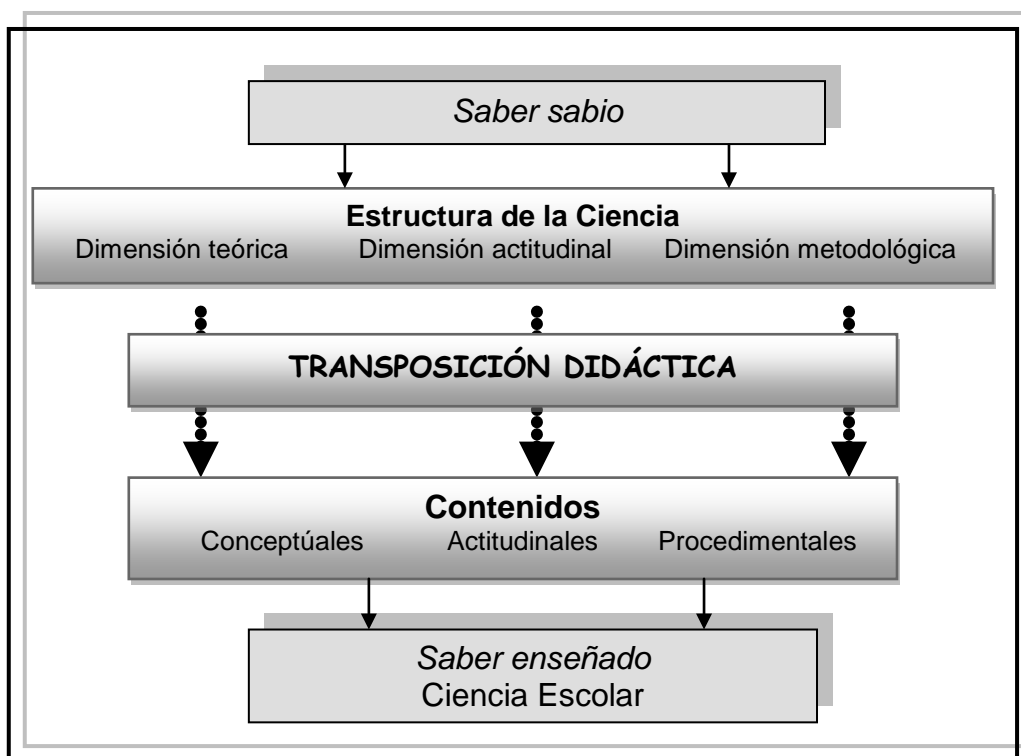 Saber sabio
Estructura de la Ciencia
Dimensión teórica Dimensión actitudinal Dimensión metodológica
TRANSPOSICIÓN DIDÁCTICA
Contenidos
Conceptúales Actitudinales Procedimentales
Saber enseñado
Ciencia Escolar